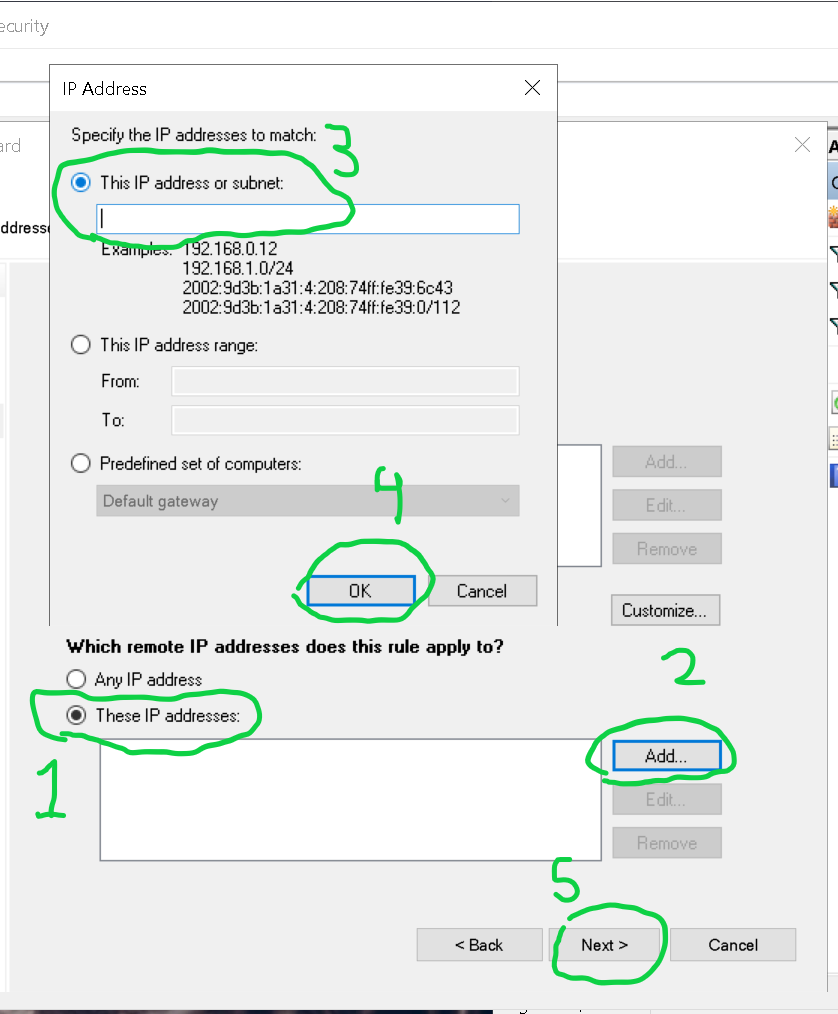 ecurity
IP Address
ard
Specify the IP addresses to match:
3
This IP address or subnet:
ddresse
Examples: 192.168.0.12
192.168.1.0/24
2002:9d3b:1a31:4:208:74ff:fe39:6c43
2002:9d3b:1a31:4:208:74ff:fe39:0/112
This IP address range:
From:
To:
Predefined set of computers:
Add...
4
Default gateway
Edit...
Remove
OK
Cancel
Customize...
Which remote IP addresses does this rule apply to?
2
Any IP address
These IP addresses:
1
Add...
Edit...
Remove
5
< Back
Next >
Cancel